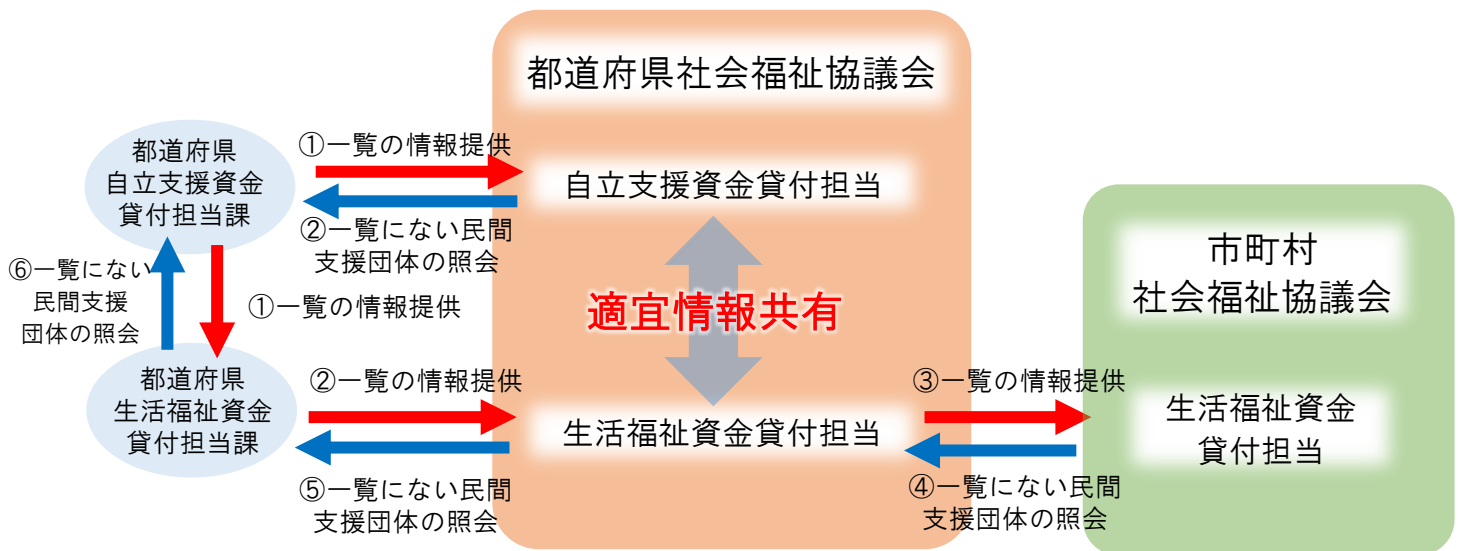 都道府県社会福祉協議会
都道府県
自立支援資金
貸付担当課
①一覧の情報提供
自立支援資金貸付担当
②一覧にない民間
支援団体の照会
⑥一覧にない
民間支援
団体の照会
①一覧の情報提供
適宜情報共有
市町村
社会福祉協議会
都道府県
生活福祉資金
貸付担当課
②一覧の情報提供
生活福祉資金貸付担当
⑤一覧にない民間
支援団体の照会
③一覧の情報提供
生活福祉資金
貸付担当
④一覧にない民間
支援団体の照会